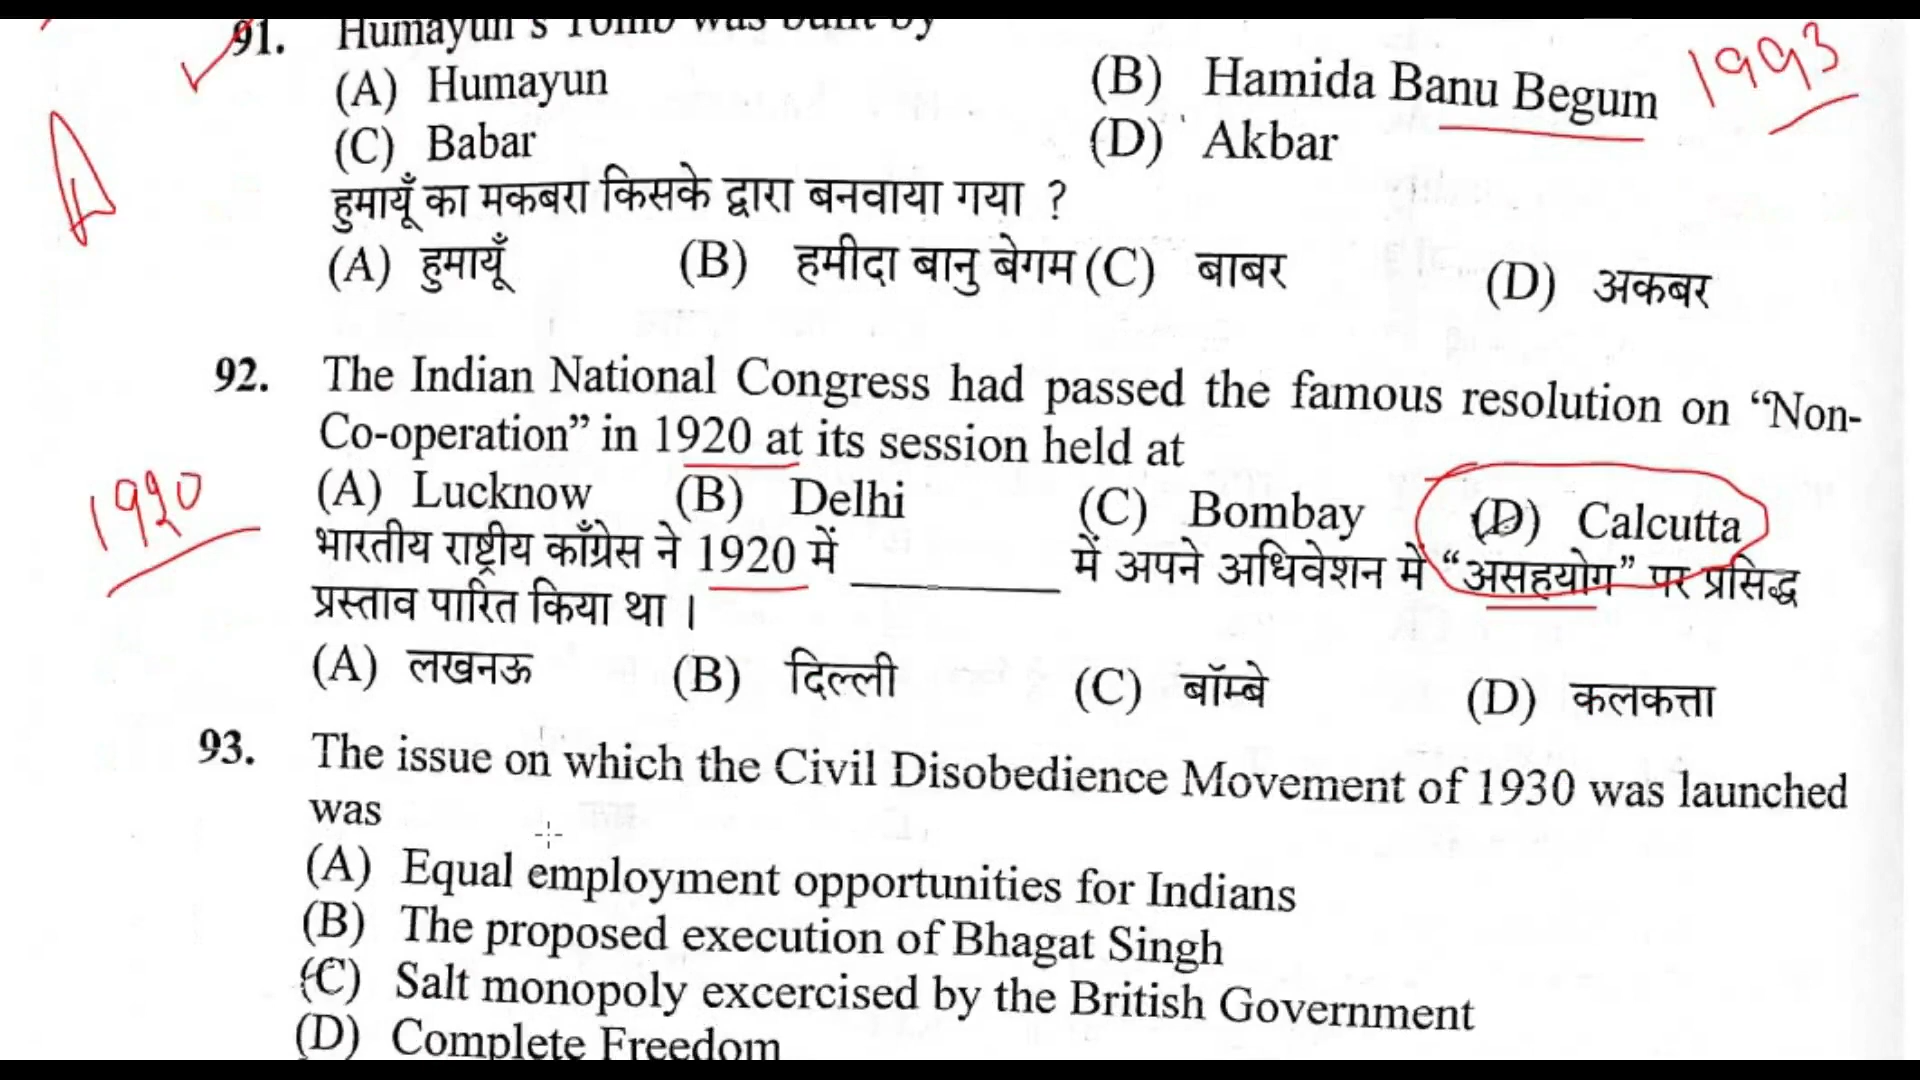 91. Humayun's Tomb was built by
1993
(A) Humayun (B) Hamida Banu Begum
(C) Babar (D) Akbar
हुमायूँ का मकबरा किसके द्वारा बनवाया गया ?
(A) हुमायूँ (B) हमीदा बानु बेगम (C) बाबर (D) अकबर
92. The Indian National Congress had passed the famous resolution on “Non-
Co-operation” in 1920 at its session held at
1920
(A) Lucknow (B) Delhi (C) Bombay (D) Calcutta
भारतीय राष्ट्रीय काँग्रेस ने 1920 में ________ में अपने अधिवेशन में “असहयोग” पर प्रसिद्ध
प्रस्ताव पारित किया था ।
(A) लखनऊ (B) दिल्ली (C) बॉम्बे (D) कलकत्ता
93. The issue on which the Civil Disobedience Movement of 1930 was launched
was
(A) Equal employment opportunities for Indians
(B) The proposed execution of Bhagat Singh
(C) Salt monopoly excercised by the British Government
(D) Complete Freedom